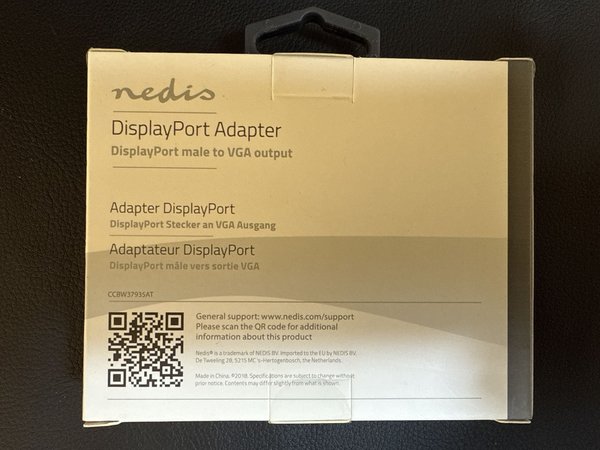 nedis
DisplayPort Adapter
DisplayPort male to VGA output
Adapter DisplayPort
DisplayPort Stecker an VGA Ausgang
Adaptateur DisplayPort
DisplayPort mâle vers sortie VGA
CCBW37935AT
General support: www.nedis.com/support
Please scan the QR code for additional
information about this product
Nedis® is a trademark of NEDIS BV. Imported to the EU by NEDIS BV.
De Tweeling 28, 5215 MC 's-Hertogenbosch, the Netherlands.
Made in China. ©2018. Specifications are subject to change without
prior notice. Contents may differ slightly from what is shown.